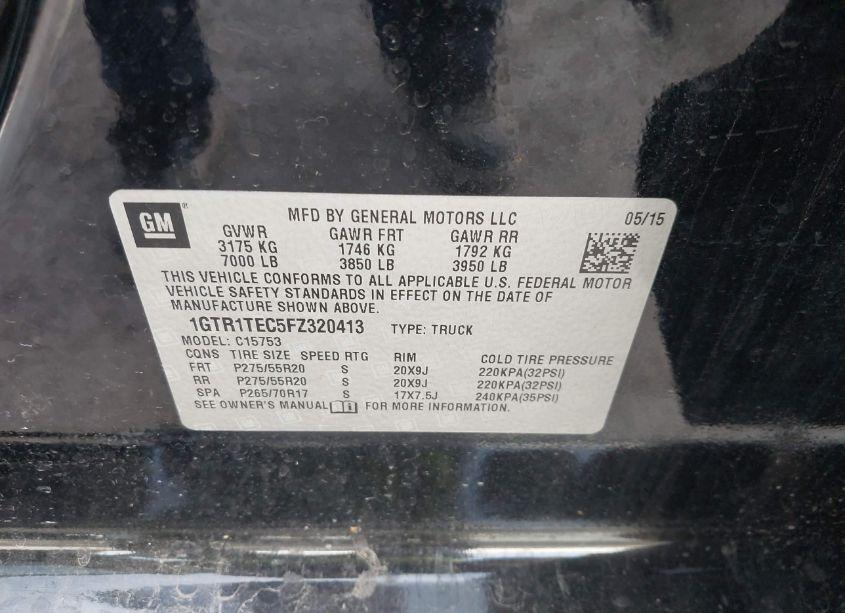 GM ®
MFD BY GENERAL MOTORS LLC 05/15
GVWR GAWR FRT GAWR RR
3175 KG 1746 KG 1792 KG
7000 LB 3850 LB 3950 LB
THIS VEHICLE CONFORMS TO ALL APPLICABLE U.S. FEDERAL MOTOR
VEHICLE SAFETY STANDARDS IN EFFECT ON THE DATE OF
MANUFACTURE SHOWN ABOVE.
1GTR1TEC5FZ320413 TYPE: TRUCK
MODEL: C15753
CQNS TIRE SIZE SPEED RTG RIM COLD TIRE PRESSURE
FRT P275/55R20 S 20X9J 220KPA(32PSI)
RR P275/55R20 S 20X9J 220KPA(32PSI)
SPA P265/70R17 S 17X7.5J 240KPA(35PSI)
SEE OWNER'S MANUAL FOR MORE INFORMATION.